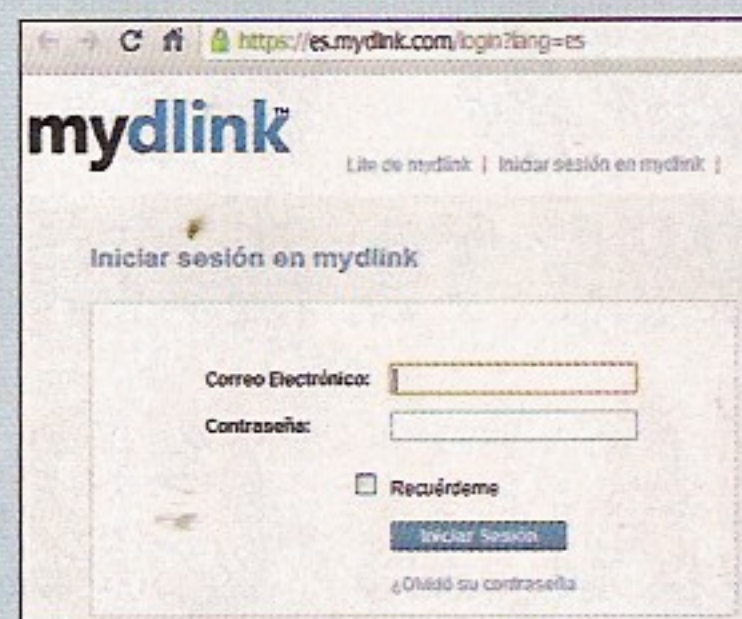 https://es.mydlink.com/login?lang=es
mydlink™
Lite de mydlink | Iniciar sesión en mydlink |
Iniciar sesión en mydlink
Correo Electrónico:
Contraseña:
Recuérdeme
Iniciar Sesión
¿Olvidó su contraseña